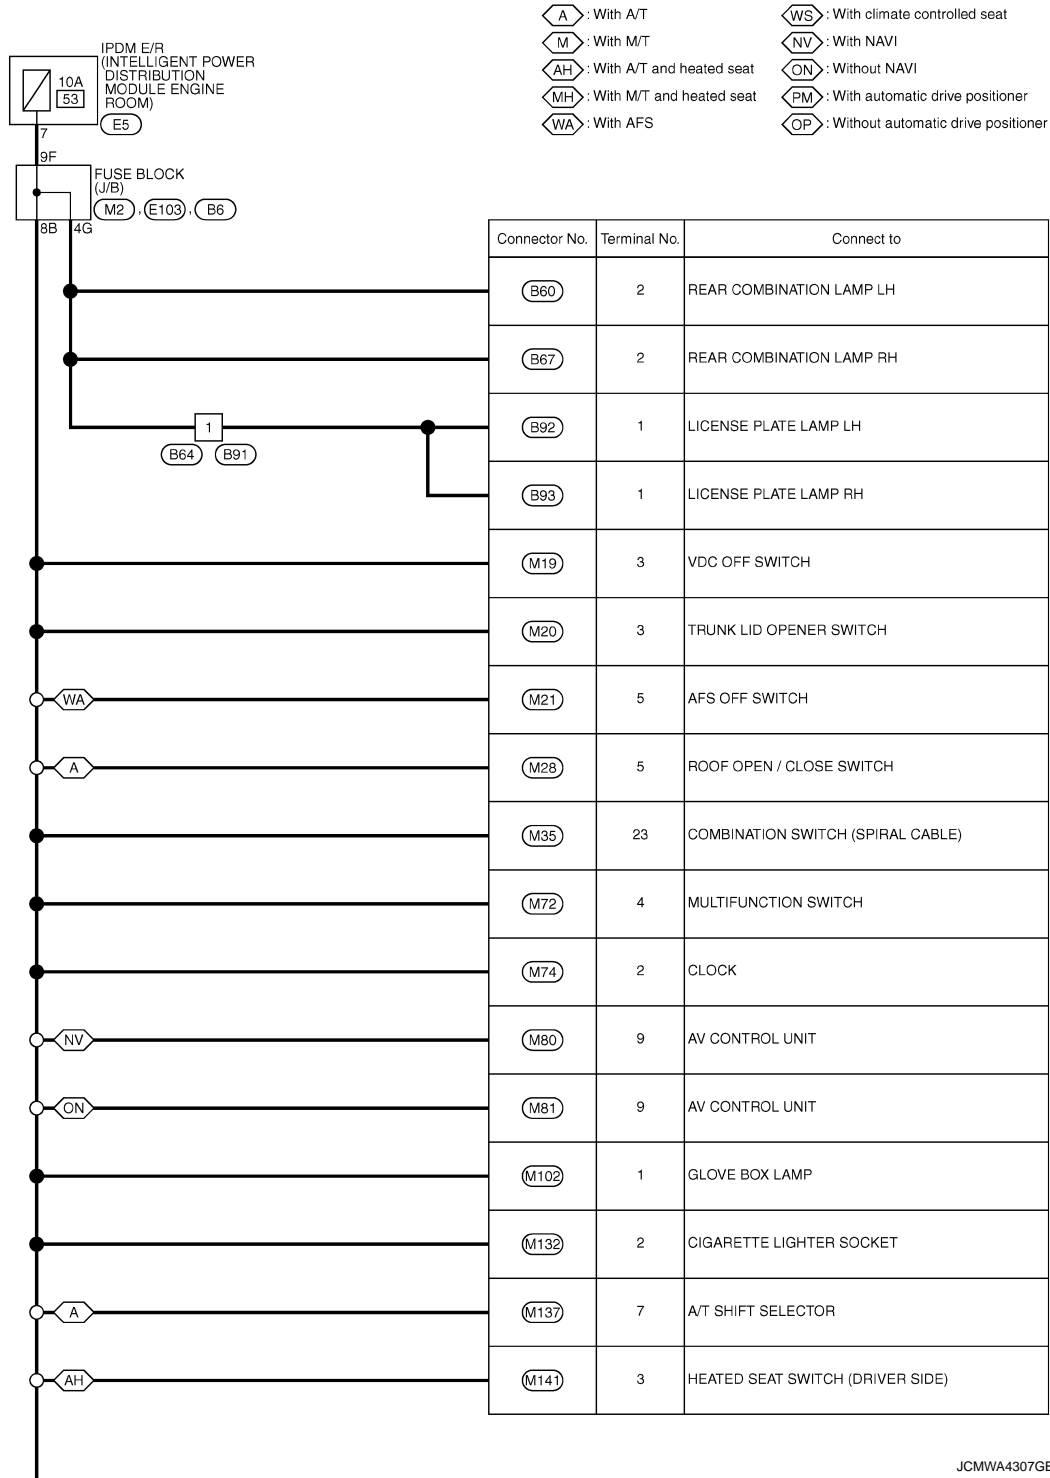 A : With A/T
M : With M/T
AH : With A/T and heated seat
MH : With M/T and heated seat
WA : With AFS
WS : With climate controlled seat
NV : With NAVI
ON : Without NAVI
PM : With automatic drive positioner
OP : Without automatic drive positioner
IPDM E/R
(INTELLIGENT POWER
DISTRIBUTION
MODULE ENGINE
ROOM)
E5
10A
53
7
9F
FUSE BLOCK
(J/B)
M2 , E103 , B6
8B 4G
Connector No. Terminal No. Connect to
B60 2 REAR COMBINATION LAMP LH
B67 2 REAR COMBINATION LAMP RH
1 B92 1 LICENSE PLATE LAMP LH
B64 B91
B93 1 LICENSE PLATE LAMP RH
M19 3 VDC OFF SWITCH
M20 3 TRUNK LID OPENER SWITCH
WA M21 5 AFS OFF SWITCH
A M28 5 ROOF OPEN / CLOSE SWITCH
M35 23 COMBINATION SWITCH (SPIRAL CABLE)
M72 4 MULTIFUNCTION SWITCH
M74 2 CLOCK
NV M80 9 AV CONTROL UNIT
ON M81 9 AV CONTROL UNIT
M102 1 GLOVE BOX LAMP
M132 2 CIGARETTE LIGHTER SOCKET
A M137 7 A/T SHIFT SELECTOR
AH M141 3 HEATED SEAT SWITCH (DRIVER SIDE)
JCMWA4307GE